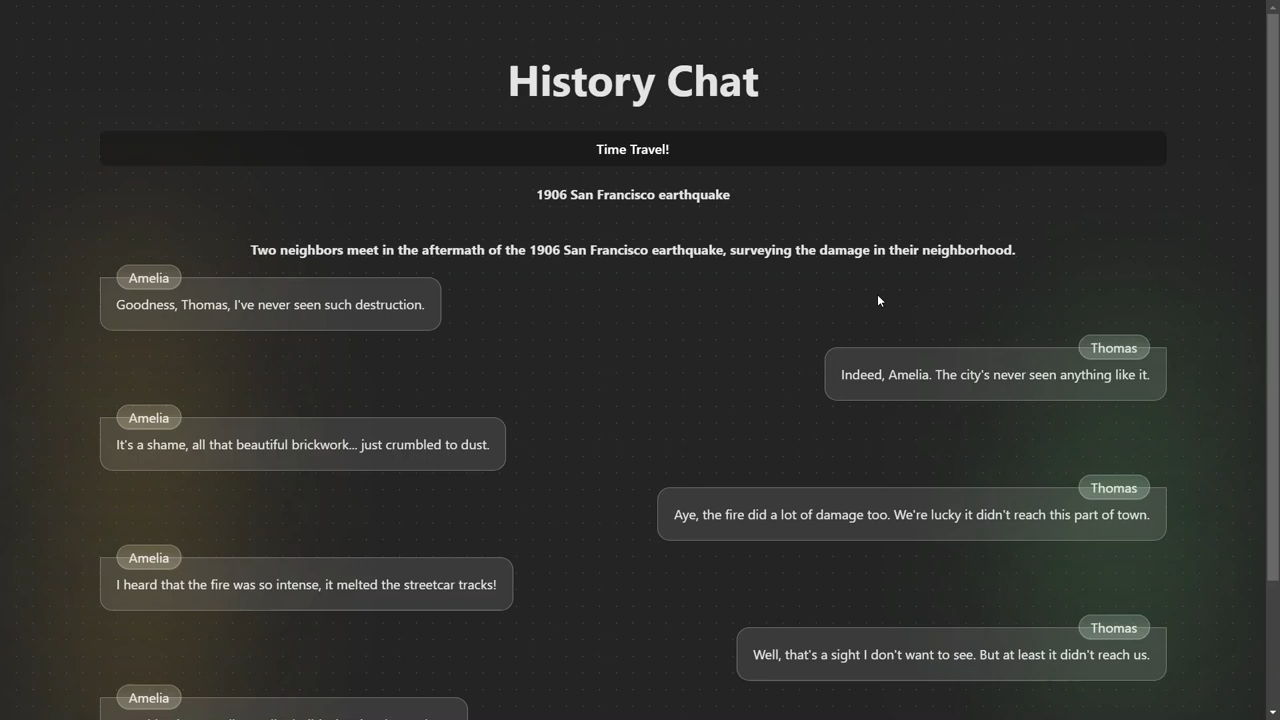 History Chat
Time Travel!
1906 San Francisco earthquake
Two neighbors meet in the aftermath of the 1906 San Francisco earthquake, surveying the damage in their neighborhood.
Amelia
Goodness, Thomas, I've never seen such destruction.
Thomas
Indeed, Amelia. The city's never seen anything like it.
Amelia
It's a shame, all that beautiful brickwork... just crumbled to dust.
Thomas
Aye, the fire did a lot of damage too. We're lucky it didn't reach this part of town.
Amelia
I heard that the fire was so intense, it melted the streetcar tracks!
Thomas
Well, that's a sight I don't want to see. But at least it didn't reach us.
Amelia